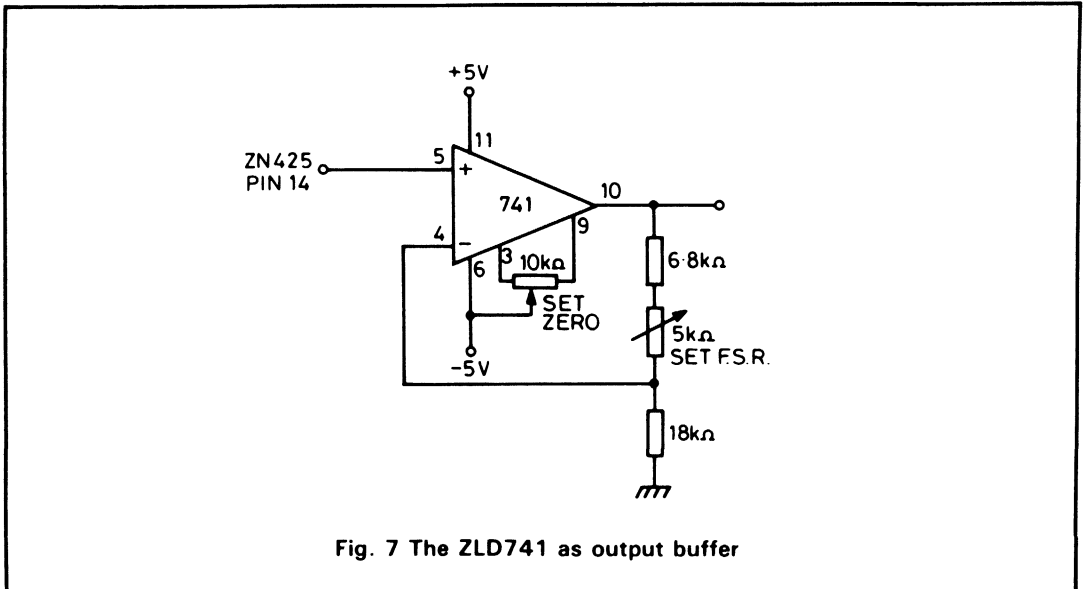 +5V
11
ZN425
PIN 14
5
+
741
10
4
−
9
3
10kΩ
6
SET
ZERO
-5V
6·8kΩ
5kΩ
SET F.S.R.
18kΩ
Fig. 7 The ZLD741 as output buffer